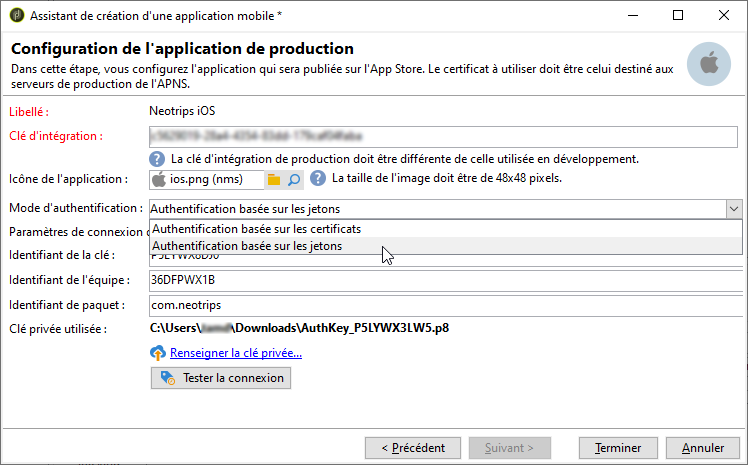 Assistant de création d'une application mobile *
Configuration de l'application de production
Dans cette étape, vous configurez l'application qui sera publiée sur l'App Store. Le certificat à utiliser doit être celui destiné aux
serveurs de production de l'APNS.
Libellé : Neotrips iOS
Clé d'intégration :
La clé d'intégration de production doit être différente de celle utilisée en développement.
Icône de l'application : ios.png (nms) La taille de l'image doit être de 48x48 pixels.
Mode d'authentification : Authentification basée sur les jetons
Authentification basée sur les certificats
Paramètres de connexion
Authentification basée sur les jetons
Identifiant de la clé :
Identifiant de l'équipe : 36DFPWX1B
Identifiant de paquet : com.neotrips
Clé privée utilisée : C:\Users\ \Downloads\AuthKey_P5LYWX3LW5.p8
Renseigner la clé privée...
Tester la connexion
< Précédent Suivant > Terminer Annuler